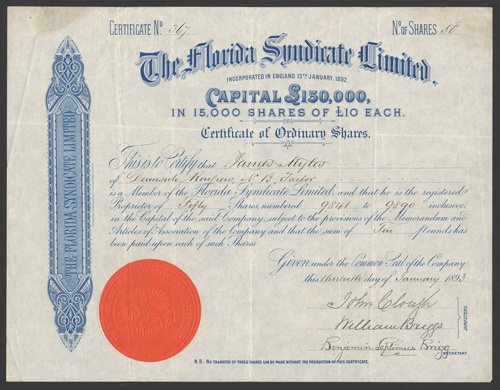 CERTIFICATE No 367
No OF SHARES 50
The Florida Syndicate Limited.
INCORPORATED IN ENGLAND 13TH JANUARY, 1892
CAPITAL £150,000,
IN 15,000 SHARES OF £10 EACH.
Certificate of Ordinary Shares.
This is to Certify that James Myles
of Deanside Renfrew N.B. Factor
is a Member of the Florida Syndicate Limited, and that he is the registered
Proprietor of Fifty Shares, numbered 9841 to 9890 inclusive,
in the Capital of the said Company, subject to the provisions of the Memorandum and
Articles of Association of the Company and that the sum of Ten pounds has
been paid upon each of such Shares
Given under the Common Seal of the Company
this thirtieth day of January 1893
John Clough
William Briggs
DIRECTORS.
Benjamin Septimus Brigg
SECRETARY
N.B.: NO TRANSFER OF THESE SHARES CAN BE MADE WITHOUT THE PRODUCTION OF THIS CERTIFICATE.
THE FLORIDA SYNDICATE LIMITED